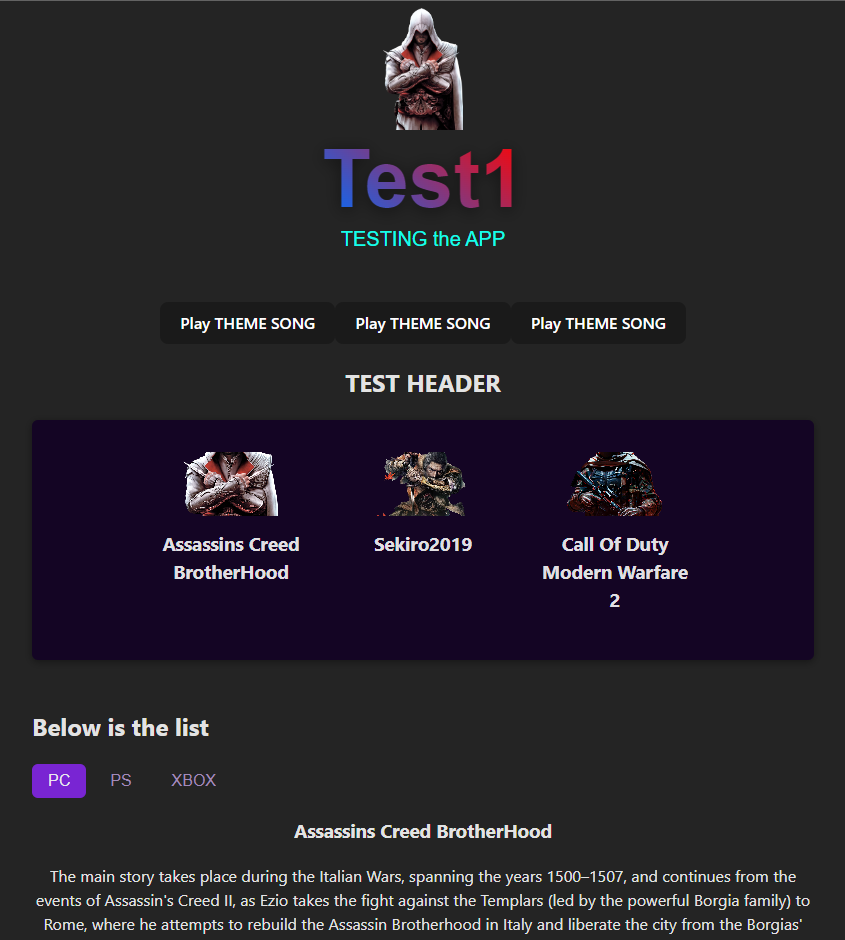 Test1
TESTING the APP
Play THEME SONG Play THEME SONG Play THEME SONG
TEST HEADER
Assassins Creed
BrotherHood
Sekiro2019
Call Of Duty
Modern Warfare
2
Below is the list
PC PS XBOX
Assassins Creed BrotherHood
The main story takes place during the Italian Wars, spanning the years 1500–1507, and continues from the
events of Assassin's Creed II, as Ezio takes the fight against the Templars (led by the powerful Borgia family) to
Rome, where he attempts to rebuild the Assassin Brotherhood in Italy and liberate the city from the Borgias'